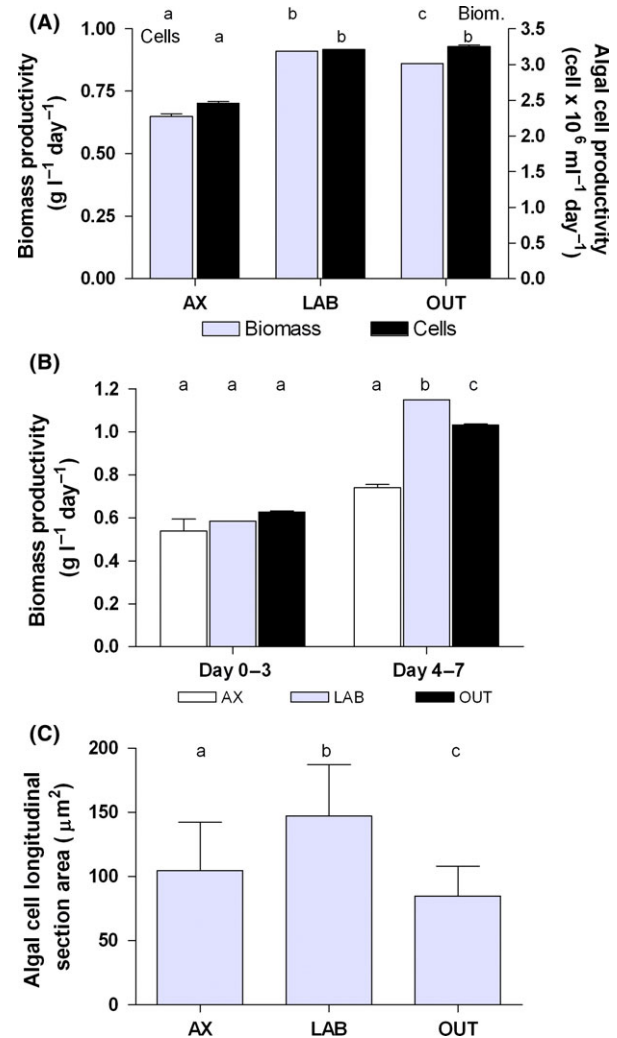 (A)
a b c Biom.
Cells a b b
1.00
0.75
0.50
0.25
0.00
Biomass productivity
(g l⁻¹ day⁻¹)
3.5
3.0
2.5
2.0
1.5
1.0
0.5
0.0
Algal cell productivity
(cell x 10⁶ ml⁻¹ day⁻¹)
AX LAB OUT
Biomass Cells
(B)
a a a a b c
1.2
1.0
0.8
0.6
0.4
0.2
0.0
Biomass productivity
(g l⁻¹ day⁻¹)
Day 0–3 Day 4–7
AX LAB OUT
(C)
a b c
200
150
100
50
0
Algal cell longitudinal
section area ( μm²)
AX LAB OUT